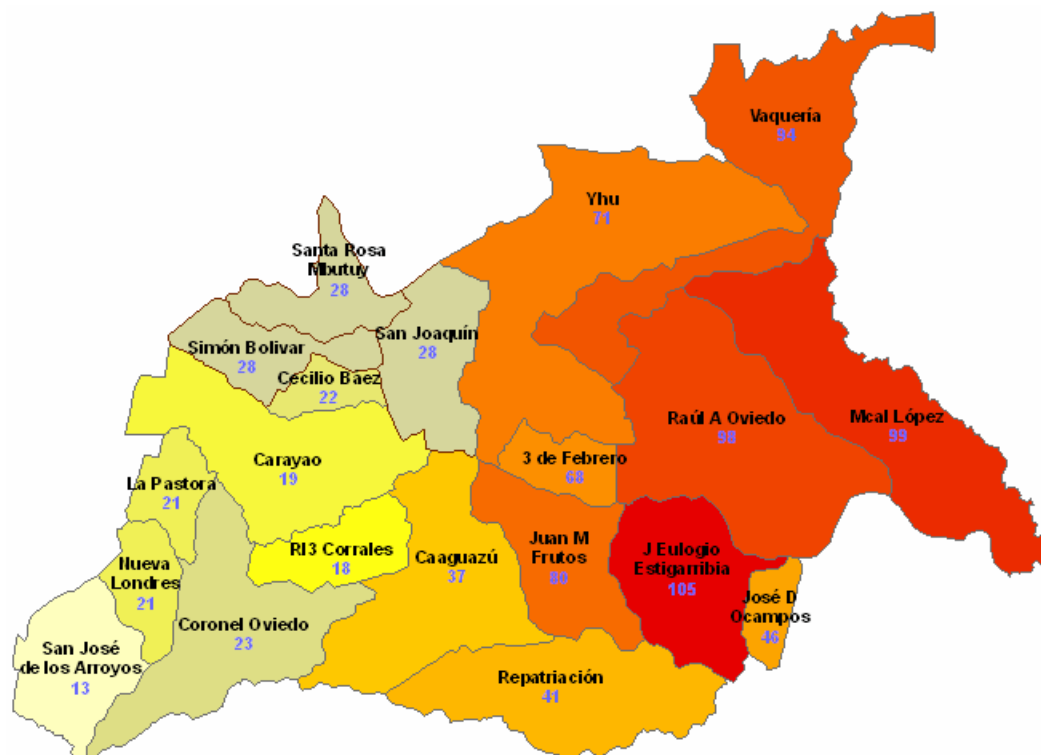 Vaquería
94
Yhu
71
Santa Rosa
Mbutuy
28
San Joaquín
28
Simón Bolivar
28
Cecilio Báez
22
Mcal López
99
Raúl A Oviedo
98
Carayao
19
3 de Febrero
68
La Pastora
21
RI3 Corrales
18
Caaguazú
37
Juan M
Frutos
80
J Eulogio
Estigarribia
105
Nueva
Londres
21
José D
Ocampos
46
Coronel Oviedo
23
San José
de los Arroyos
13
Repatriación
41